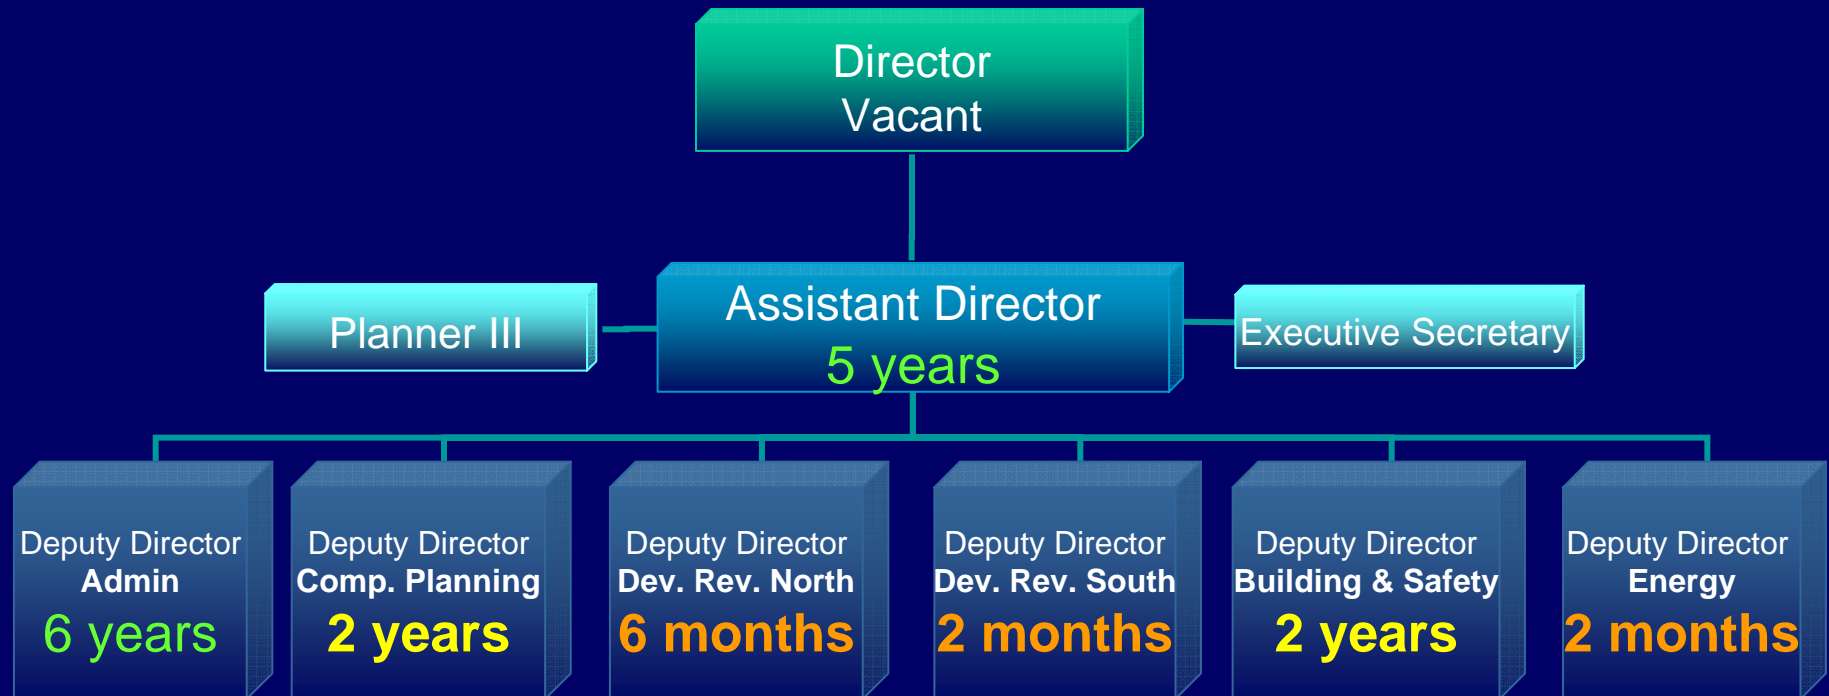 Director
Vacant
Planner III
Assistant Director
5 years
Executive Secretary
Deputy Director
Admin
6 years
Deputy Director
Comp. Planning
2 years
Deputy Director
Dev. Rev. North
6 months
Deputy Director
Dev. Rev. South
2 months
Deputy Director
Building & Safety
2 years
Deputy Director
Energy
2 months